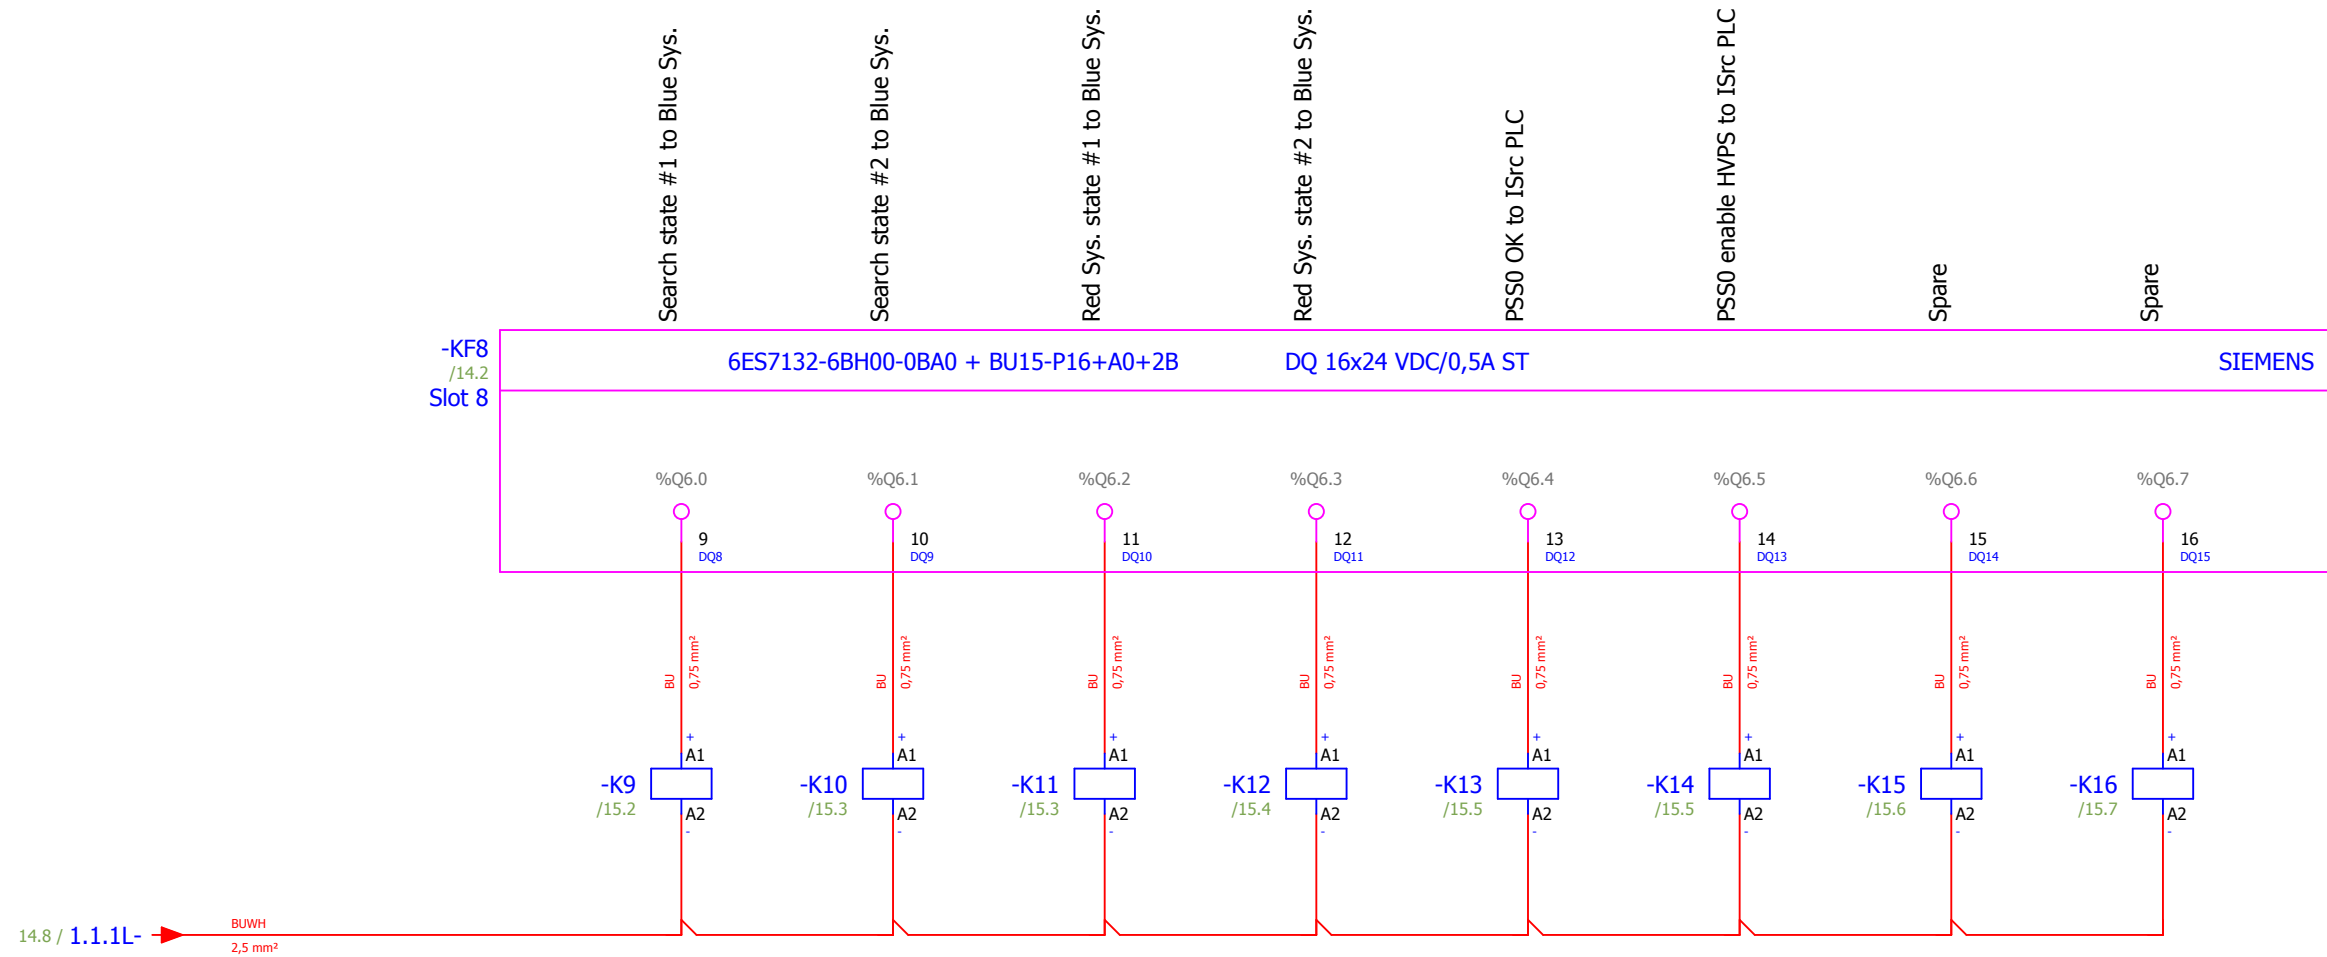 Search state #1 to Blue Sys.
Search state #2 to Blue Sys.
Red Sys. state #1 to Blue Sys.
Red Sys. state #2 to Blue Sys.
PSS0 OK to ISrc PLC
PSS0 enable HVPS to ISrc PLC
Spare
Spare
-KF8
/14.2
Slot 8
6ES7132-6BH00-0BA0 + BU15-P16+A0+2B
DQ 16x24 VDC/0,5A ST
SIEMENS
%Q6.0 %Q6.1 %Q6.2 %Q6.3 %Q6.4 %Q6.5 %Q6.6 %Q6.7
9 10 11 12 13 14 15 16
DQ8 DQ9 DQ10 DQ11 DQ12 DQ13 DQ14 DQ15
BU 0,75 mm² BU 0,75 mm² BU 0,75 mm² BU 0,75 mm² BU 0,75 mm² BU 0,75 mm² BU 0,75 mm² BU 0,75 mm²
+ + + + + + + +
A1 A1 A1 A1 A1 A1 A1 A1
-K9 -K10 -K11 -K12 -K13 -K14 -K15 -K16
/15.2 /15.3 /15.3 /15.4 /15.5 /15.5 /15.6 /15.7
A2 A2 A2 A2 A2 A2 A2 A2
- - - - - - - -
BUWH
14.8 / 1.1.1L-
2,5 mm²